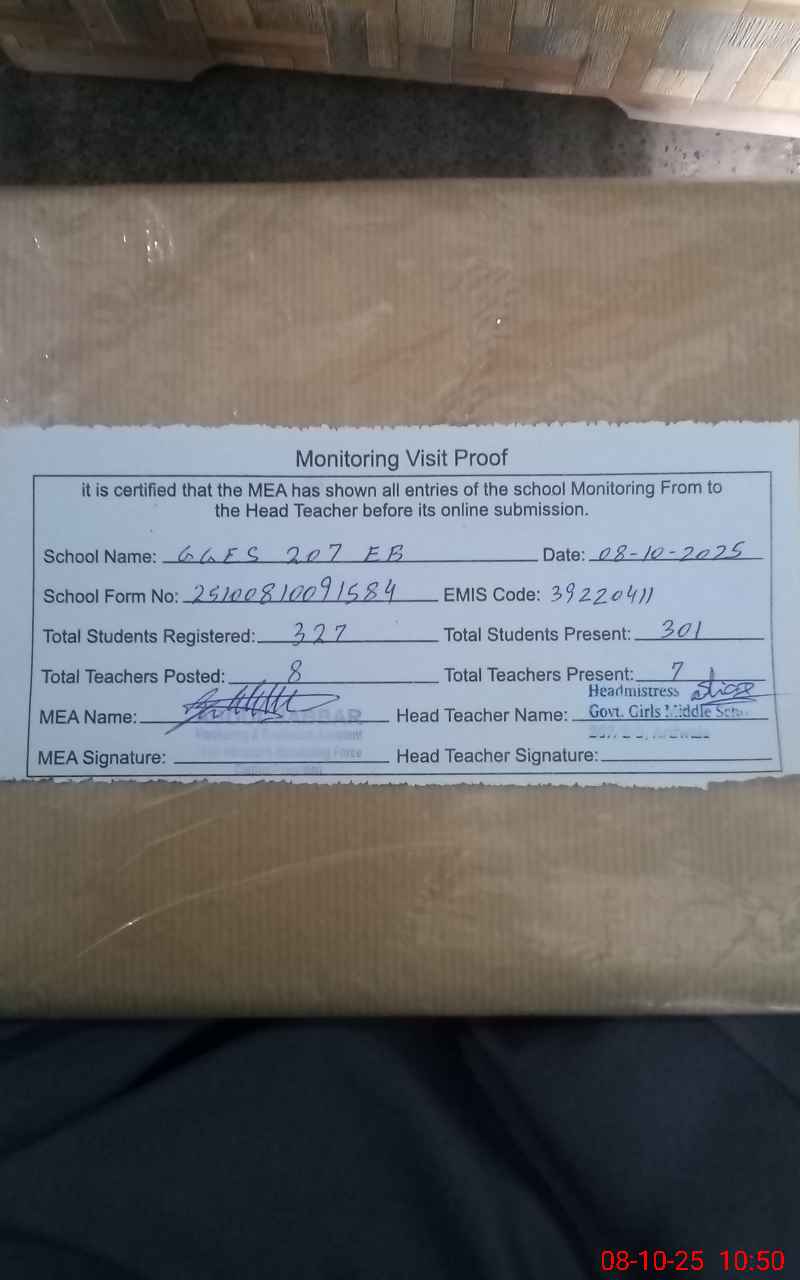 Monitoring Visit Proof
it is certified that the MEA has shown all entries of the school Monitoring From to
the Head Teacher before its online submission.
School Name: GGES 207 EB Date: 08-10-2025
School Form No: 25100810091584 EMIS Code: 39220411
Total Students Registered: 327 Total Students Present: 301
Total Teachers Posted: 8 Total Teachers Present: 7
Headmistress
MEA Name: Head Teacher Name: Govt. Girls Middle
MEA Signature: Head Teacher Signature:
08-10-25 10:50